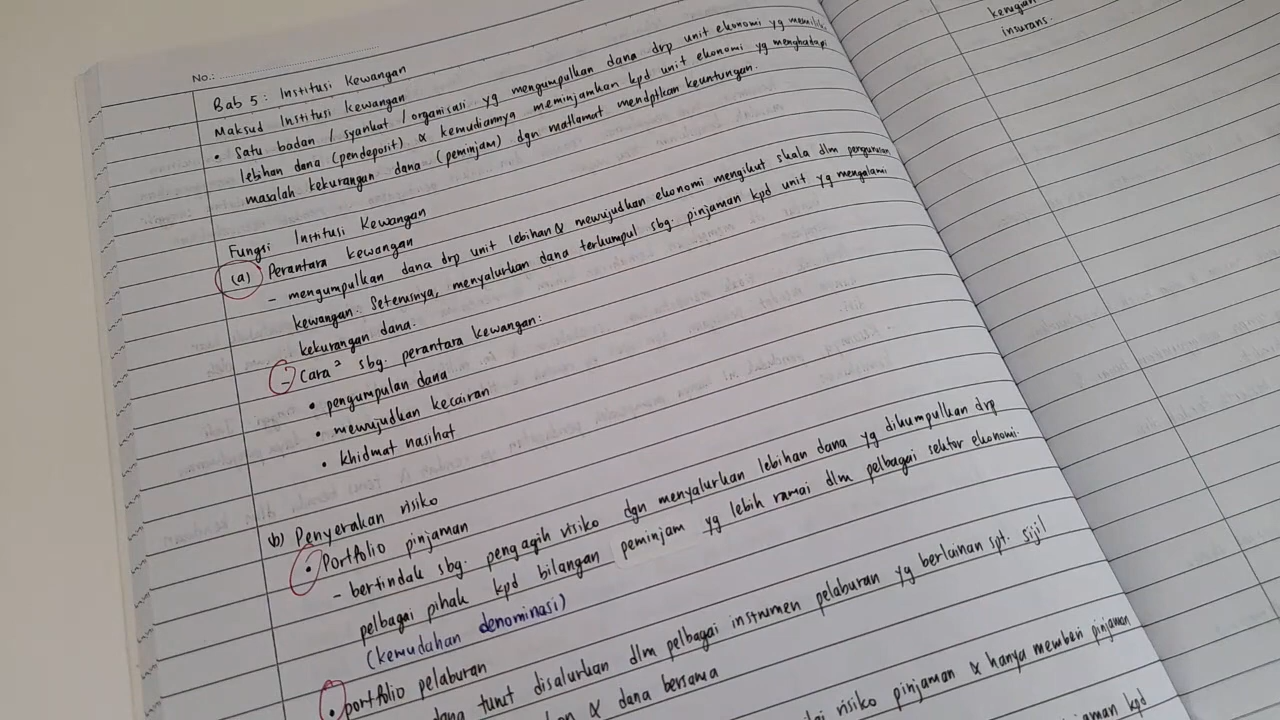 No.:
Bab 5: Institusi Kewangan
Maksud Institusi Kewangan
• Satu badan / syarikat / organisasi yg mengumpulkan dana drp unit ekonomi yg memiliki
lebihan dana (pendeposit) & kemudiannya meminjamkan kpd unit ekonomi yg menghadapi
masalah kekurangan dana (peminjam) dgn matlamat mendptkan keuntungan.
Fungsi Institusi Kewangan
(a) Perantara kewangan
- mengumpulkan dana drp unit lebihan & mewujudkan ekonomi mengikut skala dlm pengurusan
kewangan. Seterusnya, menyalurkan dana terkumpul sbg. pinjaman kpd unit yg mengalami
kekurangan dana.
- Cara² sbg. perantara kewangan:
• pengumpulan dana
• mewujudkan kecairan
• khidmat nasihat
(b) Penyerakan risiko
• Portfolio pinjaman
- bertindak sbg. pengagih risiko dgn menyalurkan lebihan dana yg dikumpulkan drp
pelbagai pihak kpd bilangan peminjam yg lebih ramai dlm pelbagai sektor ekonomi.
(kemudahan denominasi)
• portfolio pelaburan
dana turut disalurkan dlm pelbagai instrumen pelaburan yg berlainan spt. sijil
& dana bersama
risiko pinjaman & hanya memberi pinjaman
kpd
kerugian
insurans.